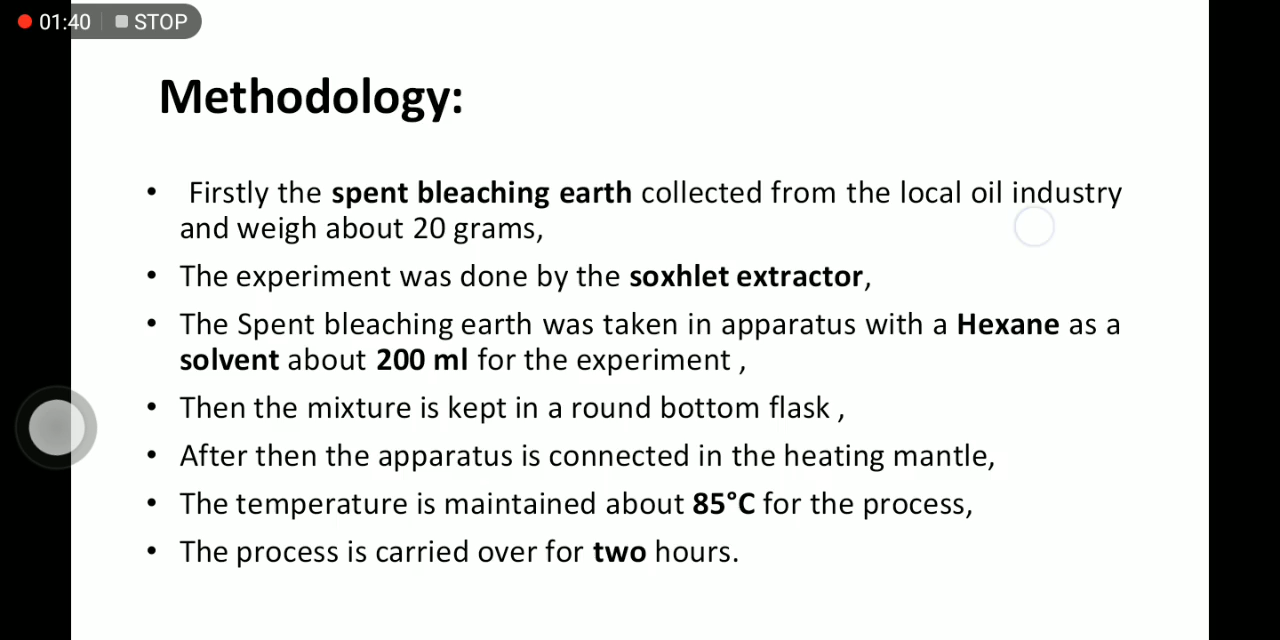 01:40 STOP
Methodology:
• Firstly the spent bleaching earth collected from the local oil industry
and weigh about 20 grams,
• The experiment was done by the soxhlet extractor,
• The Spent bleaching earth was taken in apparatus with a Hexane as a
solvent about 200 ml for the experiment ,
• Then the mixture is kept in a round bottom flask ,
• After then the apparatus is connected in the heating mantle,
• The temperature is maintained about 85°C for the process,
• The process is carried over for two hours.